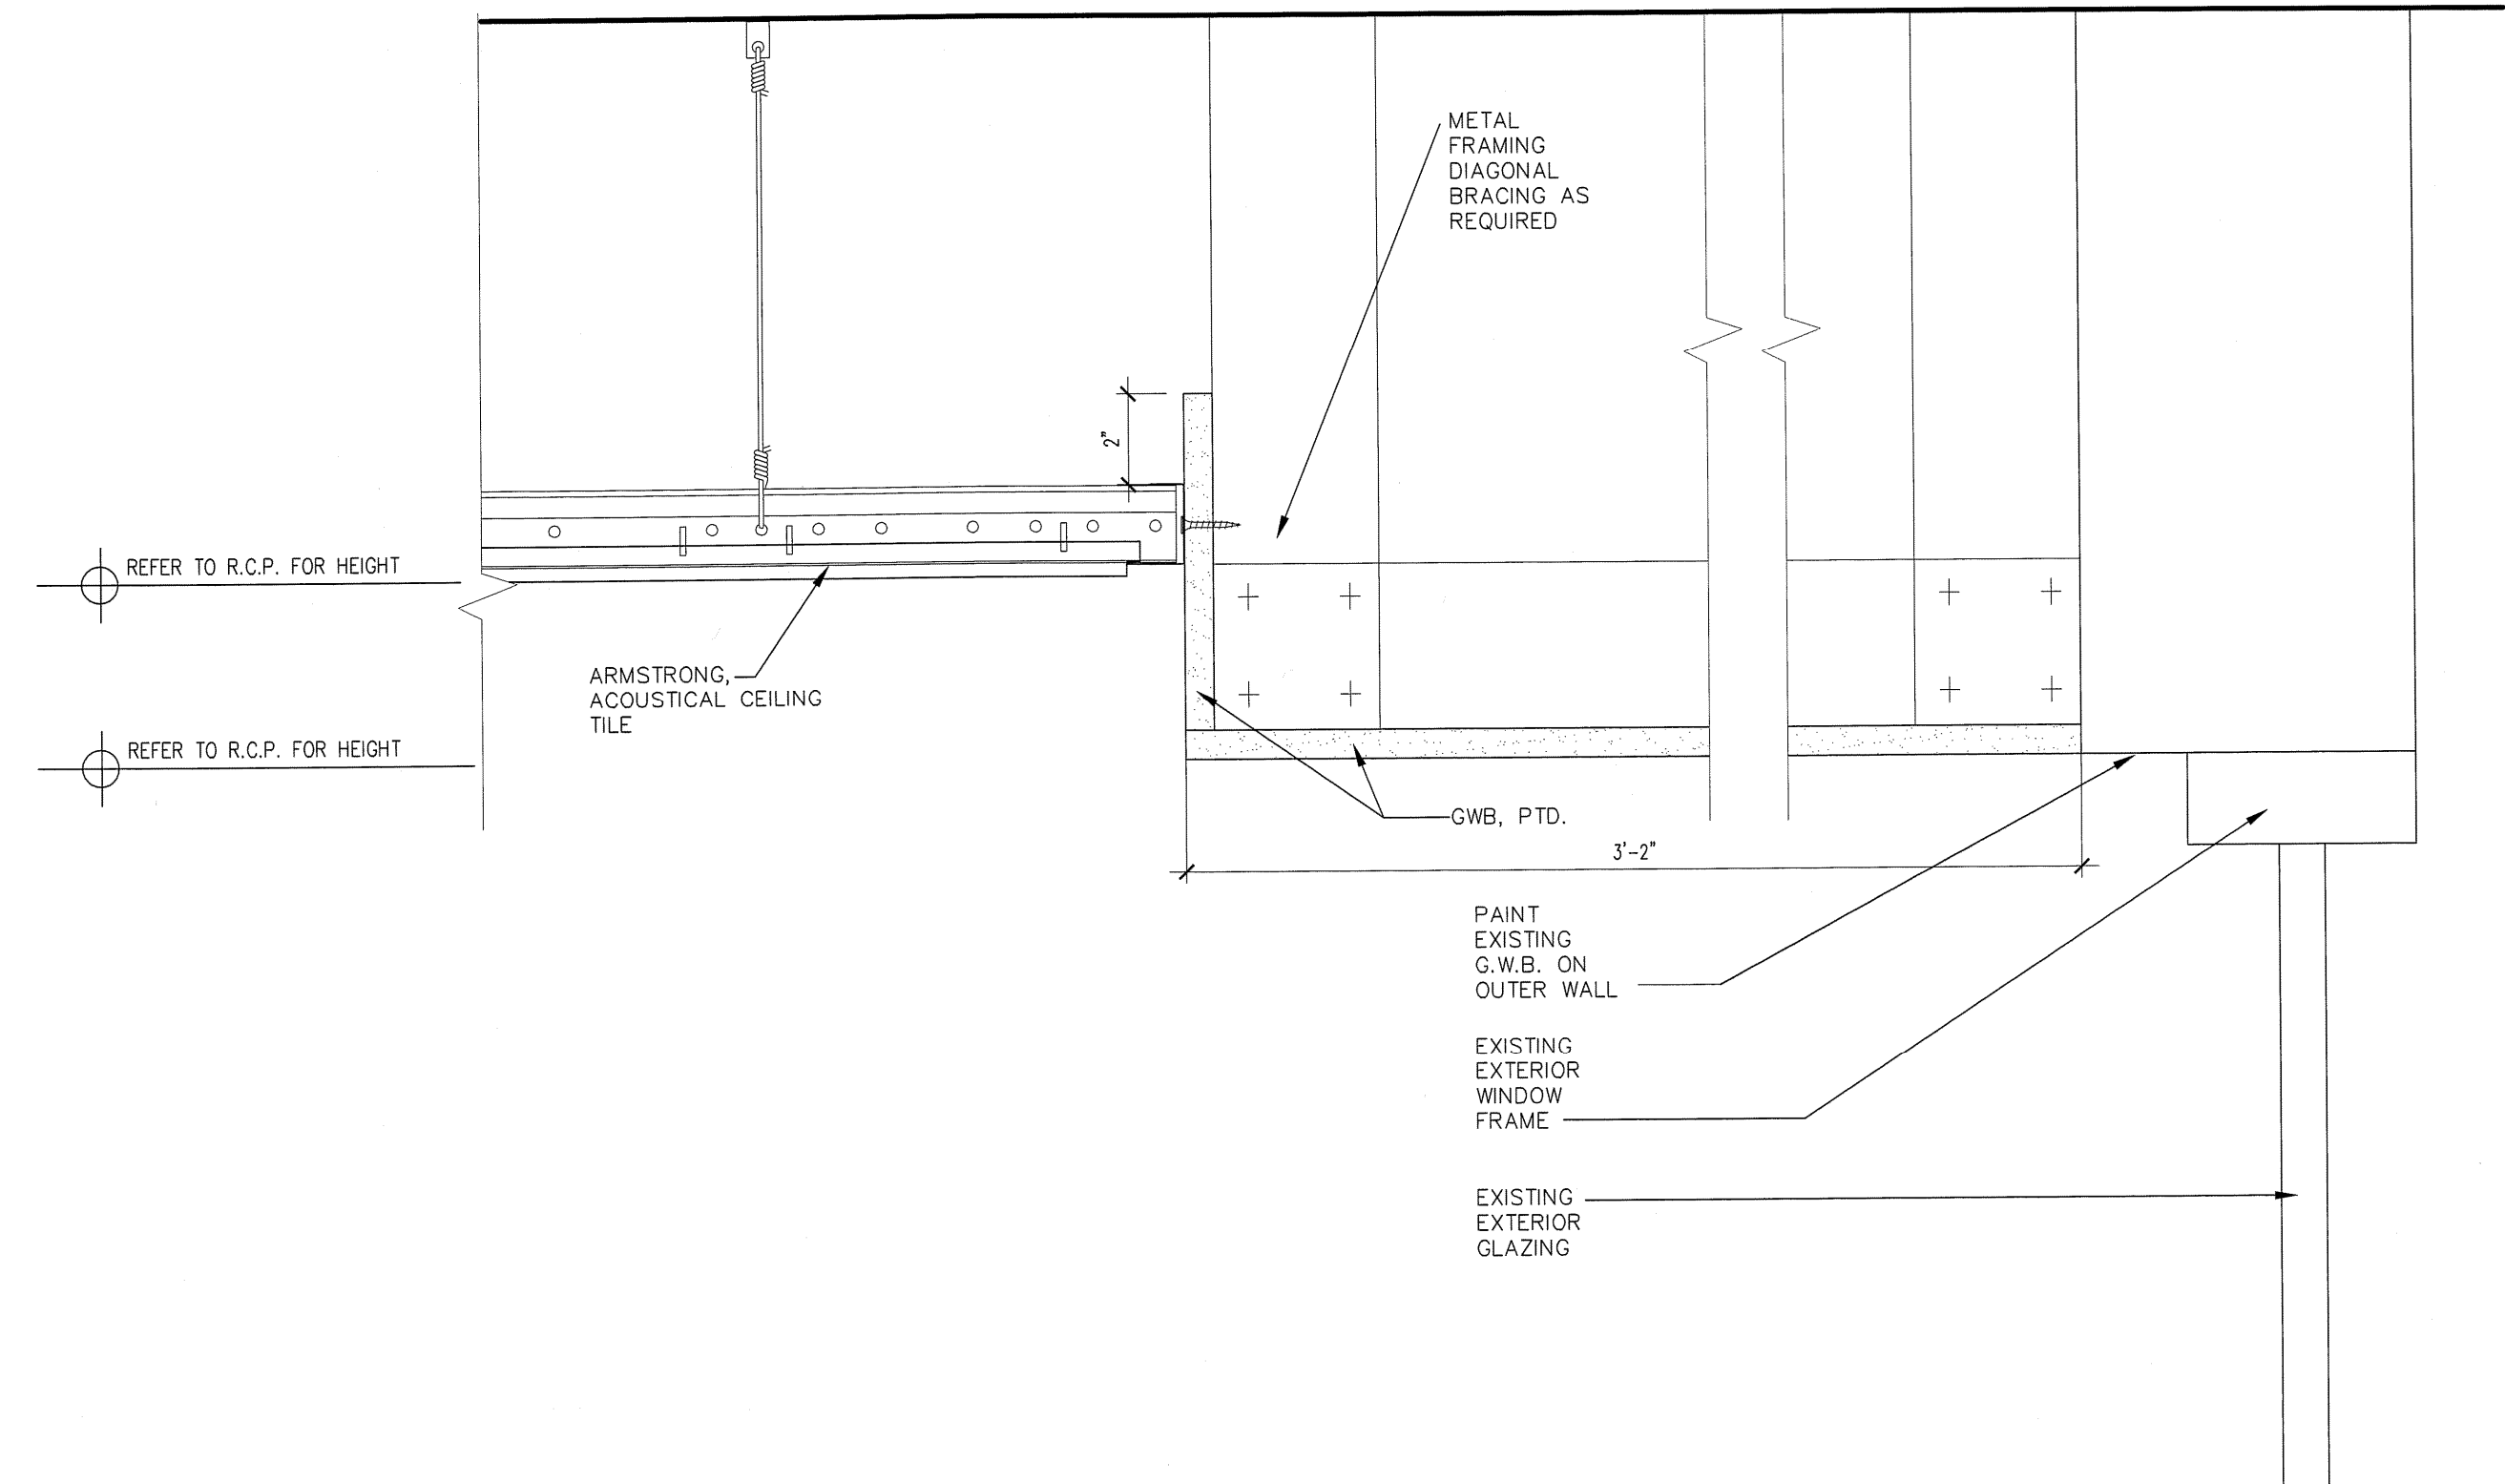 METAL
FRAMING
DIAGONAL
BRACING AS
REQUIRED
2"
REFER TO R.C.P. FOR HEIGHT
ARMSTRONG,
ACOUSTICAL CEILING
TILE
REFER TO R.C.P. FOR HEIGHT
GWB, PTD.
3'-2"
PAINT
EXISTING
G.W.B. ON
OUTER WALL
EXISTING
EXTERIOR
WINDOW
FRAME
EXISTING
EXTERIOR
GLAZING